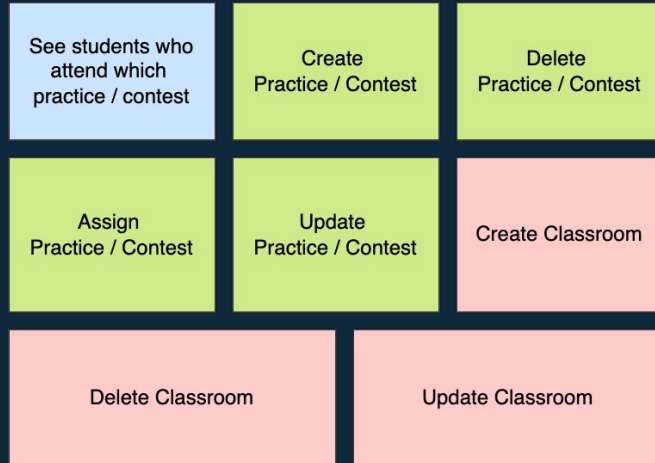 See students who
attend which
practice / contest
Create
Practice / Contest
Delete
Practice / Contest
Assign
Practice / Contest
Update
Practice / Contest
Create Classroom
Delete Classroom
Update Classroom